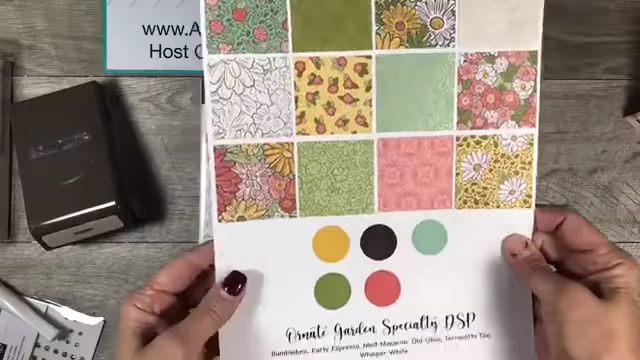 www.A
Host C
Ornate Garden Specialty DSP
Bumblebee, Early Espresso, Mint Macaron, Old Olive, Terracotta Tile,
Whisper White